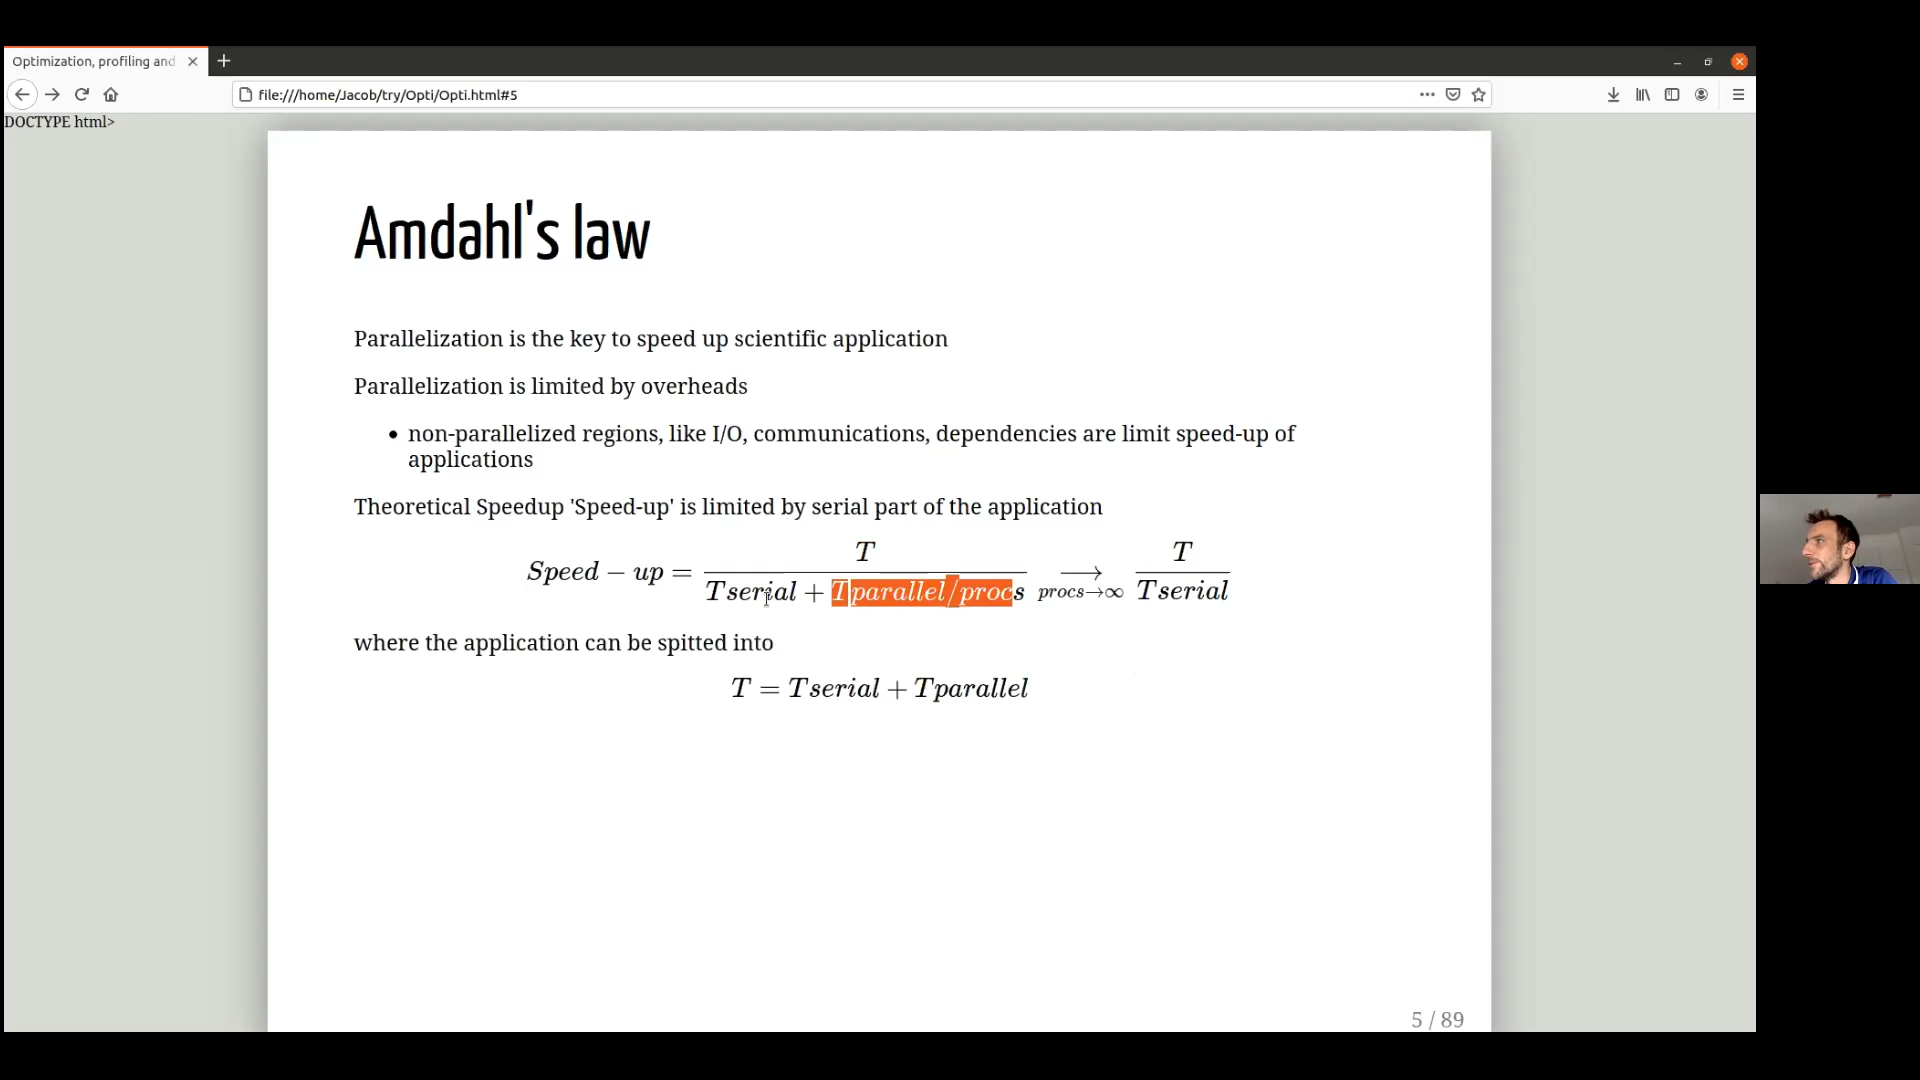 Optimization, profiling and
file:///home/Jacob/try/Opti/Opti.html#5
DOCTYPE html>
Amdahl's law
Parallelization is the key to speed up scientific application
Parallelization is limited by overheads
• non-parallelized regions, like I/O, communications, dependencies are limit speed-up of
applications
Theoretical Speedup 'Speed-up' is limited by serial part of the application
Speed − up = T / (Tserial + Tparallel/procs) ⟶ procs→∞ T / Tserial
where the application can be spitted into
T = Tserial + Tparallel
5 / 89